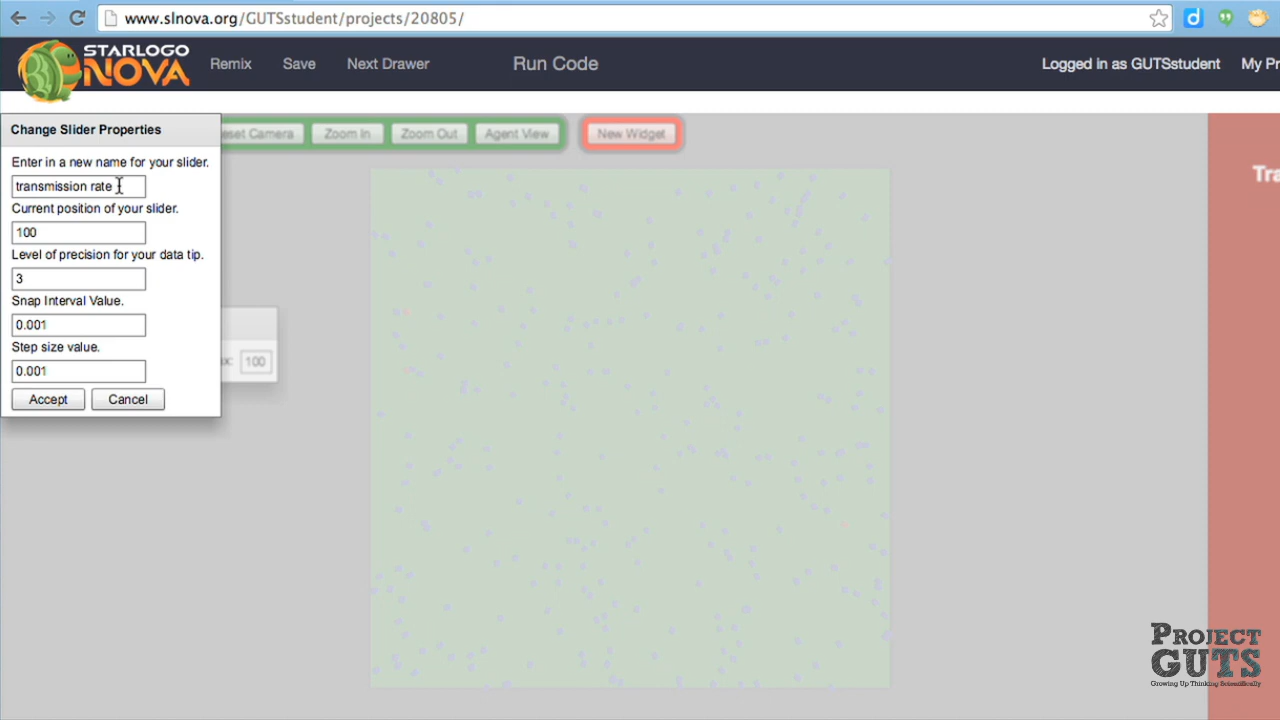 www.slnova.org/GUTSstudent/projects/20805/
STARLOGO
NOVA
Remix
Save
Next Drawer
Run Code
Logged in as GUTSstudent
My Pr
Change Slider Properties
eset Camera
Zoom In
Zoom Out
Agent View
New Widget
Enter in a new name for your slider.
Tra
transmission rate
Current position of your slider.
100
Level of precision for your data tip.
3
Snap Interval Value.
0.001
Step size value.
x: 100
0.001
Accept
Cancel
PROJECT
GUTS
Growing Up Thinking Scientifically